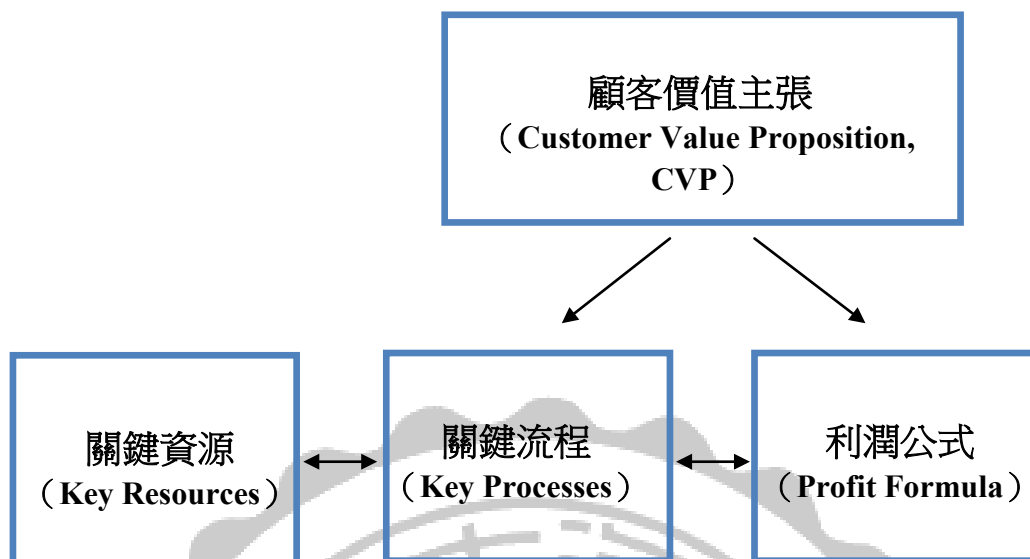 顧客價值主張
（Customer Value Proposition,
CVP）
關鍵資源
（Key Resources）
關鍵流程
（Key Processes）
利潤公式
（Profit Formula）